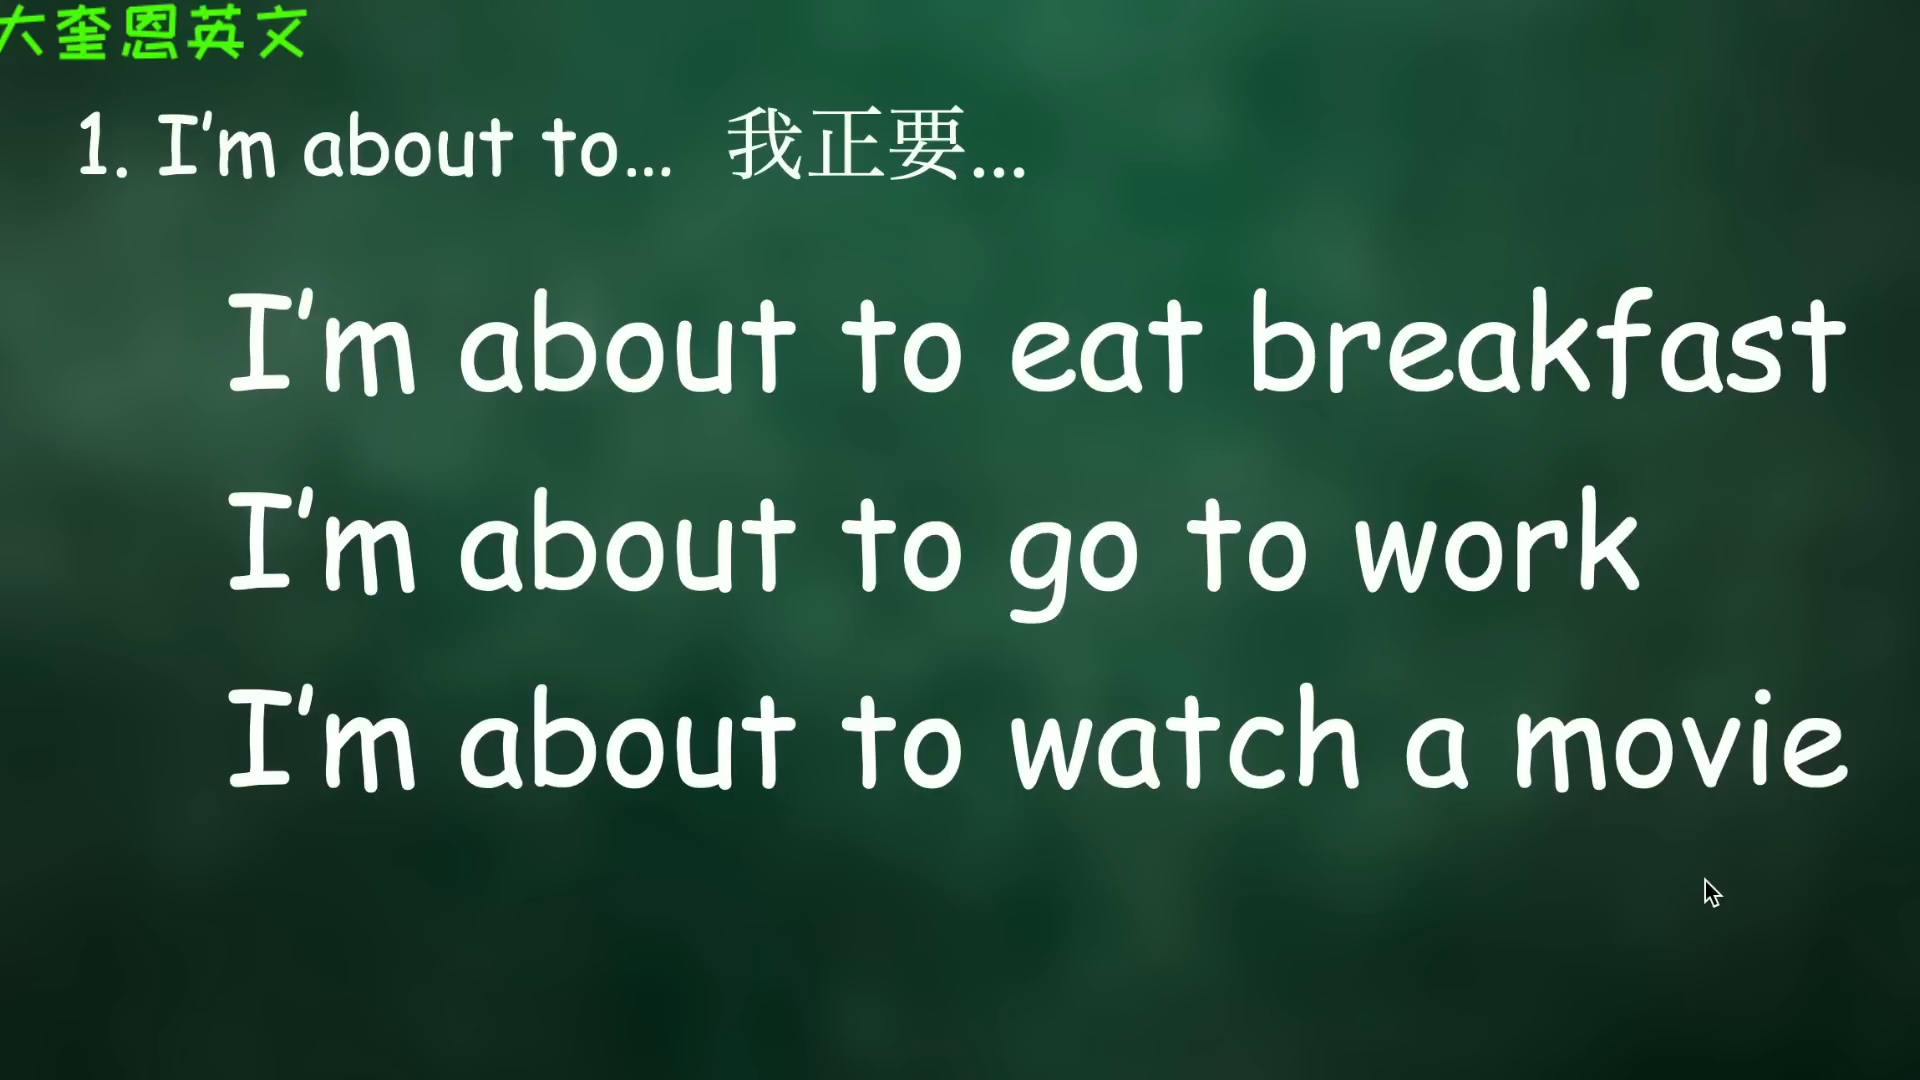 大奎恩英文
1. I’m about to... 我正要...
I’m about to eat breakfast
I’m about to go to work
I’m about to watch a movie